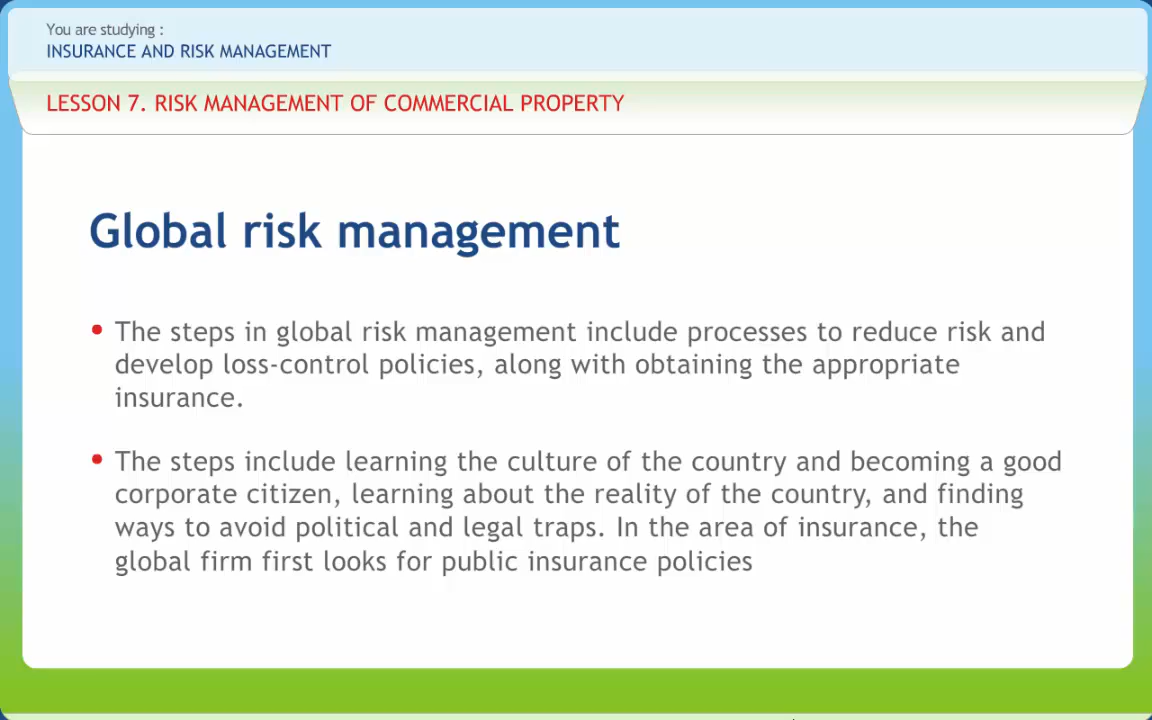 You are studying :
INSURANCE AND RISK MANAGEMENT
LESSON 7. RISK MANAGEMENT OF COMMERCIAL PROPERTY
Global risk management
• The steps in global risk management include processes to reduce risk and
develop loss-control policies, along with obtaining the appropriate
insurance.
• The steps include learning the culture of the country and becoming a good
corporate citizen, learning about the reality of the country, and finding
ways to avoid political and legal traps. In the area of insurance, the
global firm first looks for public insurance policies